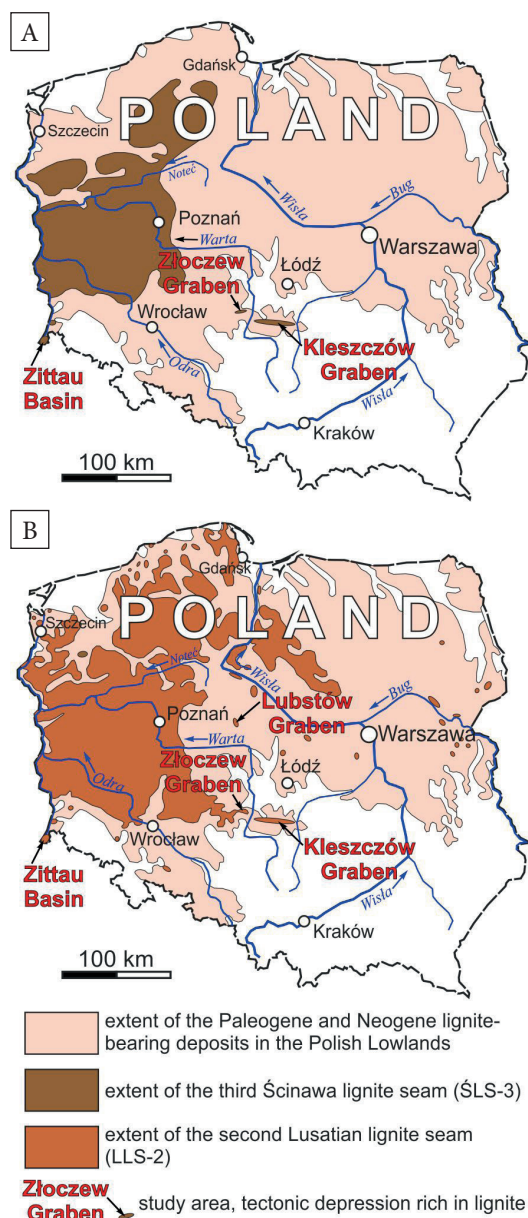 A
Gdańsk
Szczecin
POLAND
Noteć
Wisła
Bug
Poznań
Warta
Warszawa
Złoczew
Graben
Łódź
Wrocław
Kleszczów
Graben
Odra
Zittau
Basin
Wisła
Kraków
100 km
B
Gdańsk
Szczecin
POLAND
Noteć
Wisła
Bug
Lubstów
Graben
Poznań
Warszawa
Warta
Złoczew
Graben
Łódź
Odra
Wrocław
Kleszczów
Graben
Zittau
Basin
Wisła
Kraków
100 km
extent of the Paleogene and Neogene lignite-
bearing deposits in the Polish Lowlands
extent of the third Ścinawa lignite seam (ŚLS-3)
extent of the second Lusatian lignite seam
(LLS-2)
Złoczew
Graben
study area, tectonic depression rich in lignite